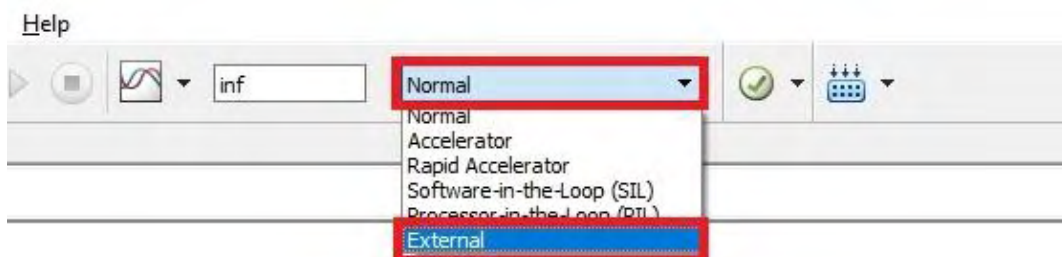 Help
inf
Normal
Normal
Accelerator
Rapid Accelerator
Software-in-the-Loop (SIL)
Processor-in-the-Loop (PIL)
External